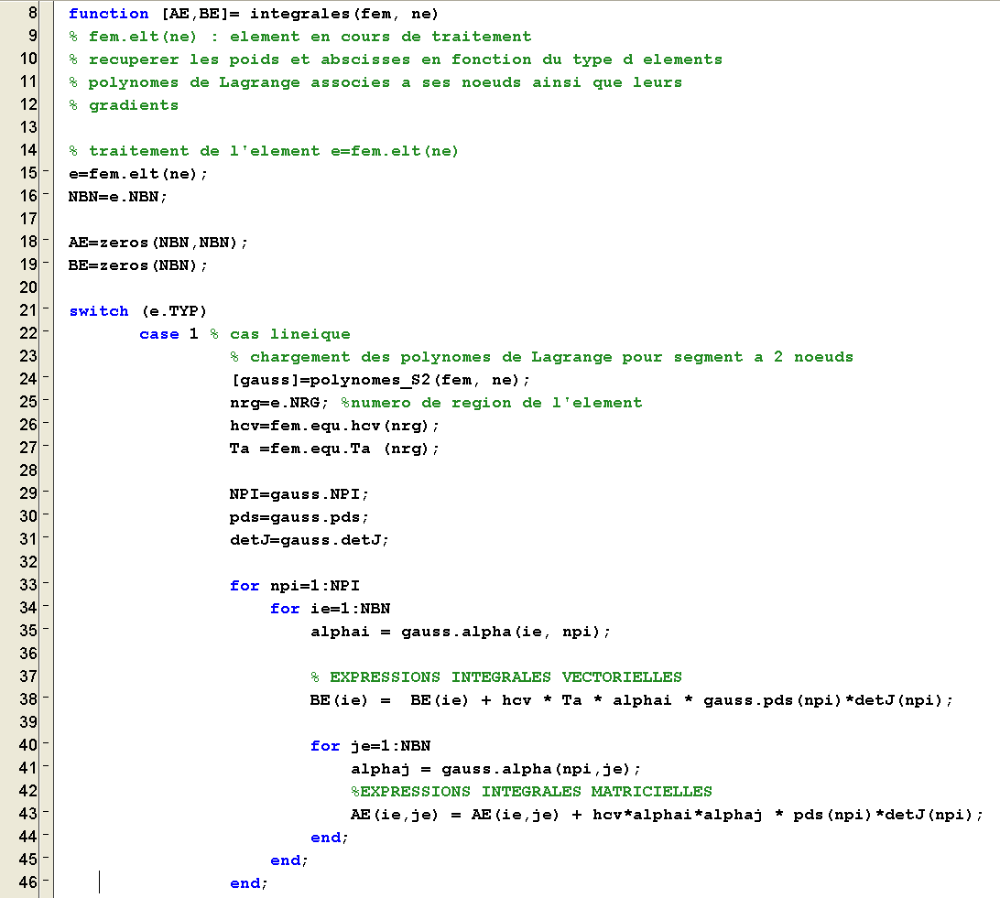 8 function [AE,BE]= integrales(fem, ne)
9 % fem.elt(ne) : element en cours de traitement
10 % recuperer les poids et abscisses en fonction du type d elements
11 % polynomes de Lagrange associes a ses noeuds ainsi que leurs
12 % gradients
13
14 % traitement de l'element e=fem.elt(ne)
15 - e=fem.elt(ne);
16 - NBN=e.NBN;
17
18 - AE=zeros(NBN,NBN);
19 - BE=zeros(NBN);
20
21 - switch (e.TYP)
22 - case 1 % cas lineique
23 % chargement des polynomes de Lagrange pour segment a 2 noeuds
24 - [gauss]=polynomes_S2(fem, ne);
25 - nrg=e.NRG; %numero de region de l'element
26 - hcv=fem.equ.hcv(nrg);
27 - Ta =fem.equ.Ta (nrg);
28
29 - NPI=gauss.NPI;
30 - pds=gauss.pds;
31 - detJ=gauss.detJ;
32
33 - for npi=1:NPI
34 - for ie=1:NBN
35 - alphai = gauss.alpha(ie, npi);
36
37 % EXPRESSIONS INTEGRALES VECTORIELLES
38 - BE(ie) =  BE(ie) + hcv * Ta * alphai * gauss.pds(npi)*detJ(npi);
39
40 - for je=1:NBN
41 - alphaj = gauss.alpha(npi,je);
42 %EXPRESSIONS INTEGRALES MATRICIELLES
43 - AE(ie,je) = AE(ie,je) + hcv*alphai*alphaj * pds(npi)*detJ(npi);
44 - end;
45 - end;
46 - end;